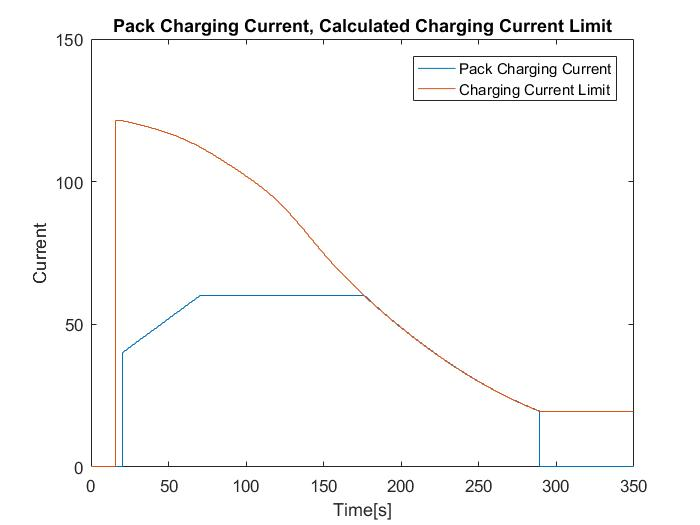 Pack Charging Current, Calculated Charging Current Limit
150
100
50
0
Current
Pack Charging Current
Charging Current Limit
0 50 100 150 200 250 300 350
Time[s]